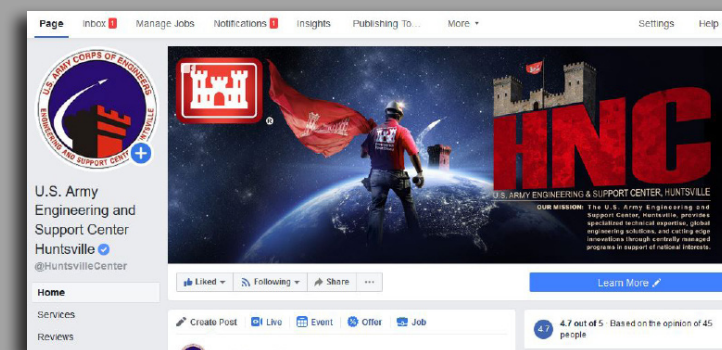 Page Inbox 1 Manage Jobs Notifications 1 Insights Publishing To... More Settings Help
U.S. ARMY CORPS OF ENGINEERS
ENGINEERING AND SUPPORT CENTER HUNTSVILLE
®
HNC
U.S. ARMY ENGINEERING & SUPPORT CENTER, HUNTSVILLE
OUR MISSION: The U.S. Army Engineering and
Support Center, Huntsville, provides
specialized technical expertise, global
engineering solutions, and cutting edge
innovations through centrally managed
programs in support of national interests.
U.S. Army
Engineering and
Support Center
Huntsville
@HuntsvilleCenter
Liked Following Share ...
Learn More
Home
Services
Reviews
Create Post Live Event Offer Job
4.7 4.7 out of 5 · Based on the opinion of 45
people